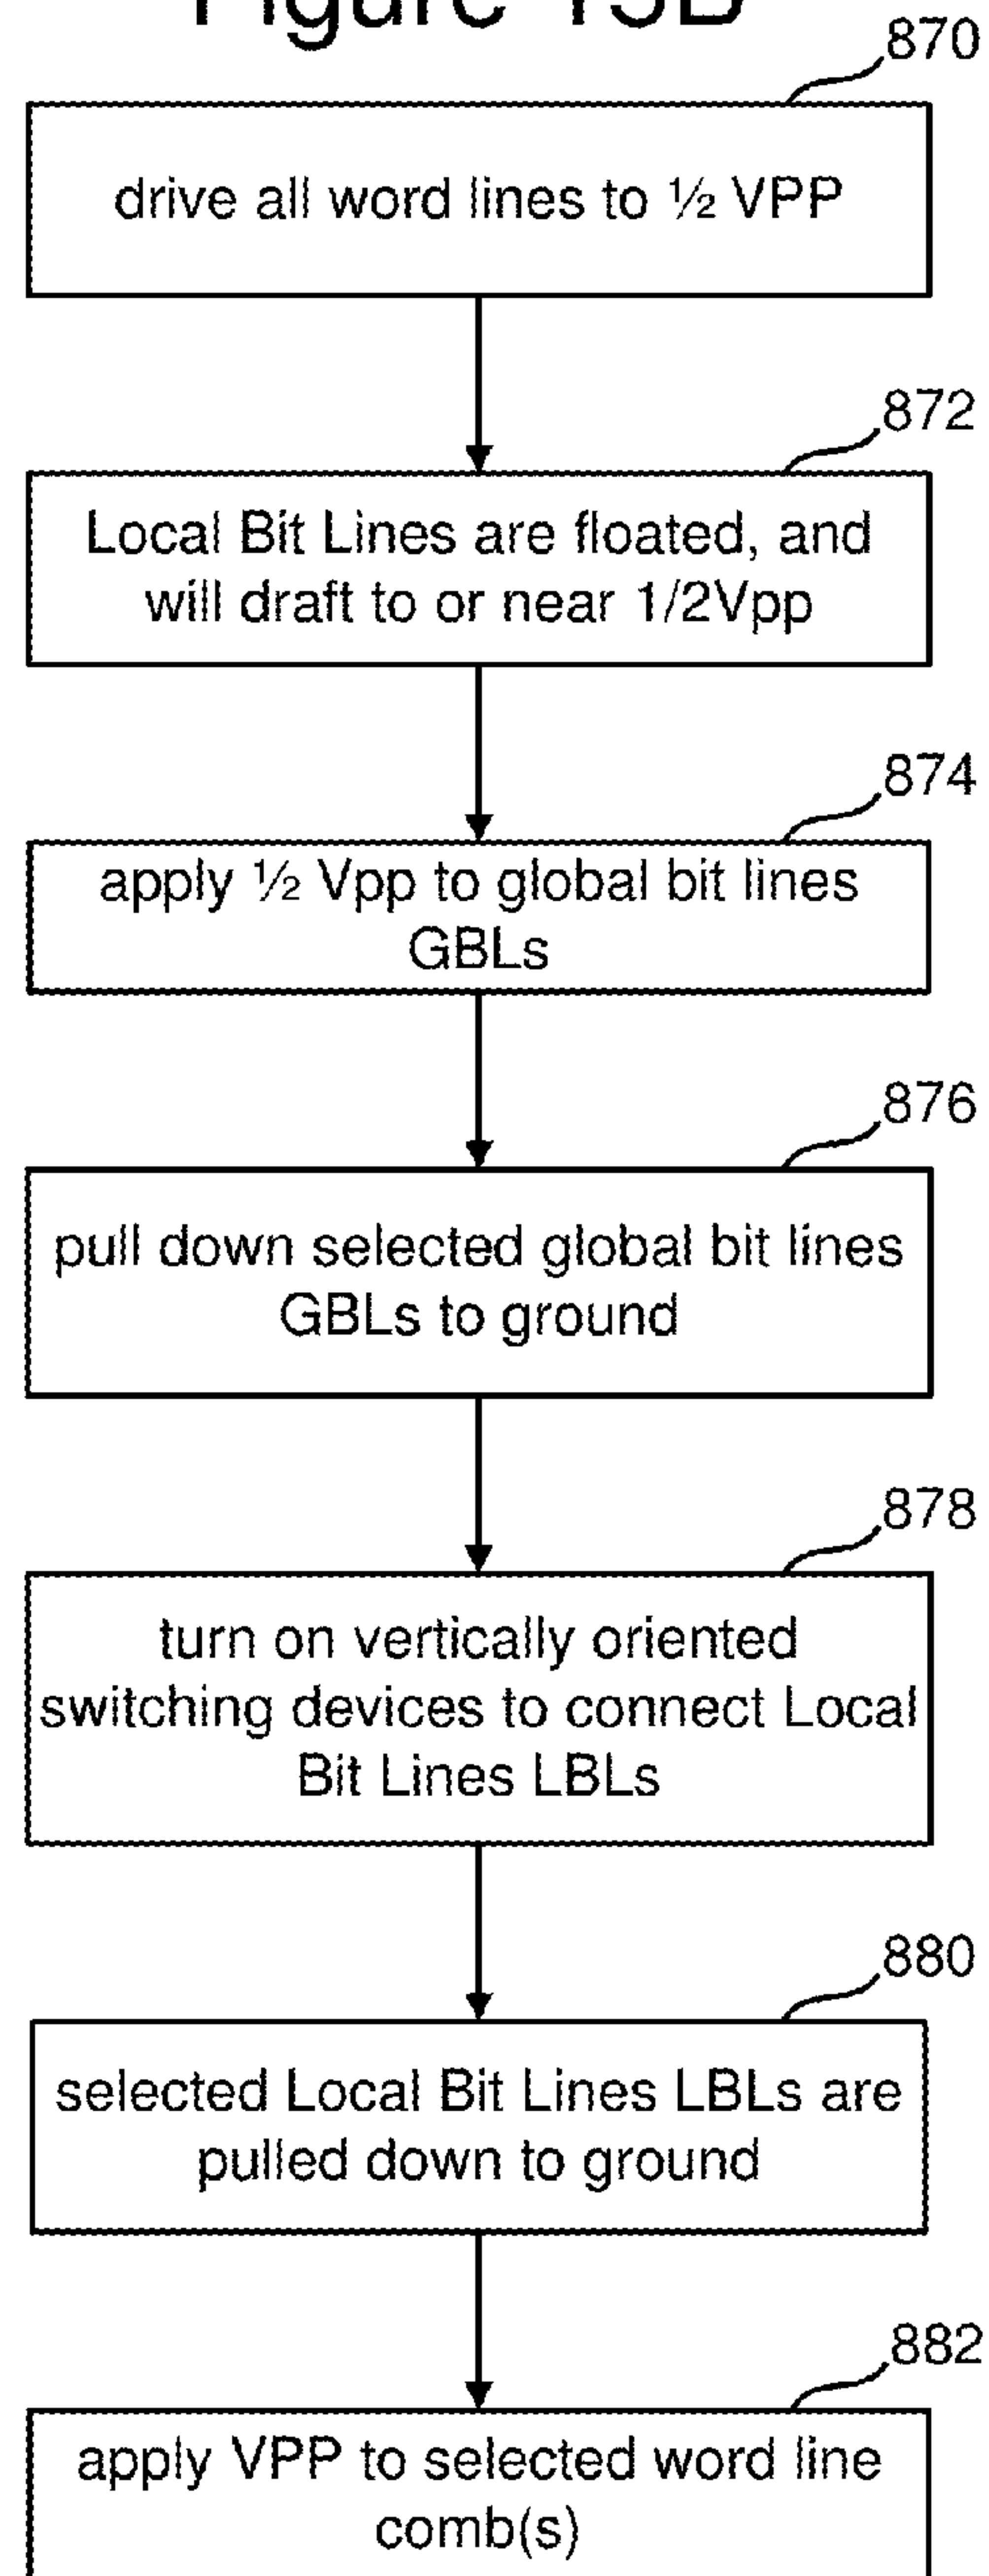 Figure 15B
870
drive all word lines to ½ VPP
872
Local Bit Lines are floated, and
will draft to or near 1/2Vpp
874
apply ½ Vpp to global bit lines
GBLs
876
pull down selected global bit lines
GBLs to ground
878
turn on vertically oriented
switching devices to connect Local
Bit Lines LBLs
880
selected Local Bit Lines LBLs are
pulled down to ground
882
apply VPP to selected word line
comb(s)